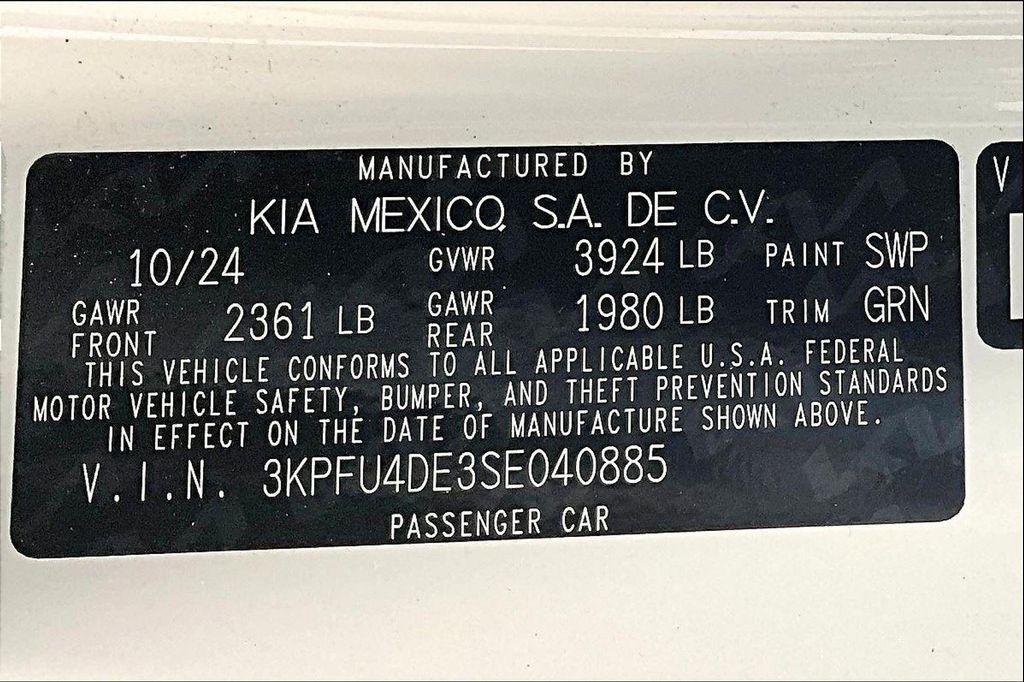 MANUFACTURED BY
KIA MEXICO, S.A. DE C.V.
10/24 GVWR 3924 LB PAINT SWP
GAWR FRONT 2361 LB GAWR REAR 1980 LB TRIM GRN
THIS VEHICLE CONFORMS TO ALL APPLICABLE U.S.A. FEDERAL
MOTOR VEHICLE SAFETY, BUMPER, AND THEFT PREVENTION STANDARDS
IN EFFECT ON THE DATE OF MANUFACTURE SHOWN ABOVE.
V.I.N. 3KPFU4DE3SE040885
PASSENGER CAR
V